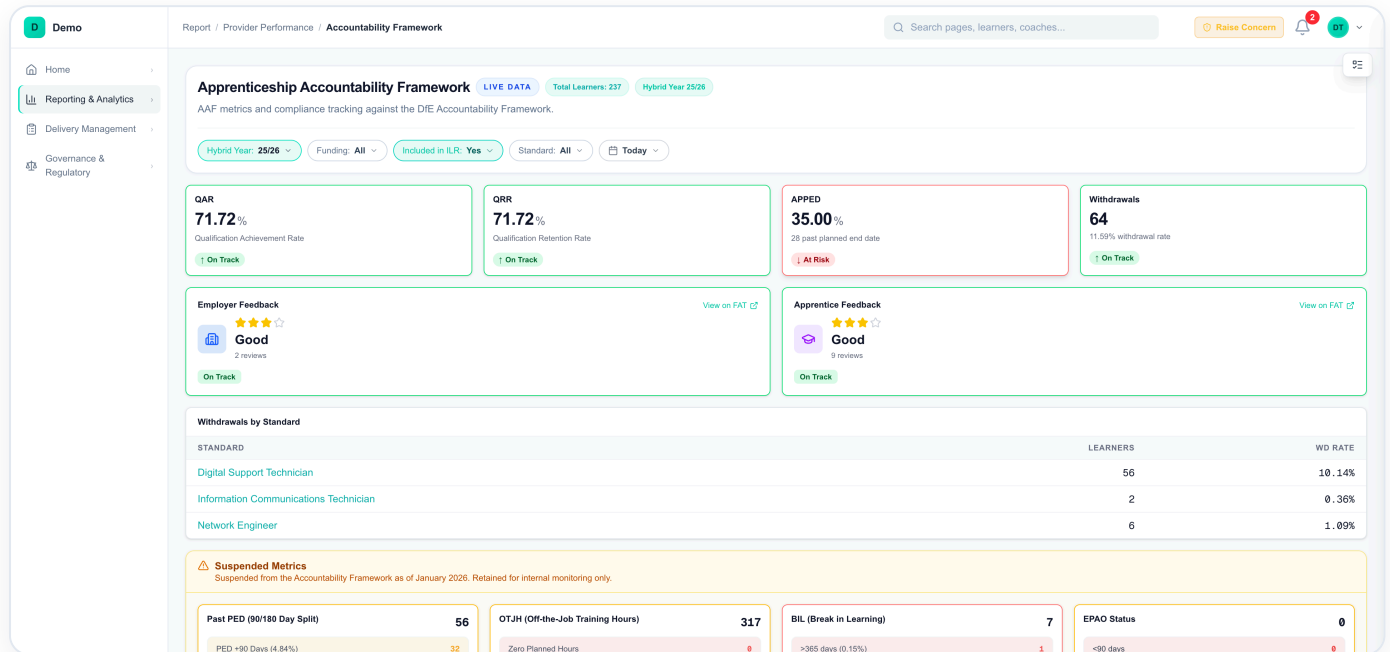 D Demo
Report / Provider Performance / Accountability Framework
Search pages, learners, coaches...
Raise Concern
2
DT
Home
Reporting & Analytics
Delivery Management
Governance &
Regulatory
Apprenticeship Accountability Framework LIVE DATA Total Learners: 237 Hybrid Year 25/26
AAF metrics and compliance tracking against the DfE Accountability Framework.
Hybrid Year: 25/26 Funding: All Included in ILR: Yes Standard: All Today
QAR
71.72%
Qualification Achievement Rate
↑ On Track
QRR
71.72%
Qualification Retention Rate
↑ On Track
APPED
35.00%
28 past planned end date
↓ At Risk
Withdrawals
64
11.59% withdrawal rate
↑ On Track
Employer Feedback View on FAT
Good
2 reviews
On Track
Apprentice Feedback View on FAT
Good
9 reviews
On Track
Withdrawals by Standard
STANDARD LEARNERS WD RATE
Digital Support Technician 56 10.14%
Information Communications Technician 2 0.36%
Network Engineer 6 1.09%
Suspended Metrics
Suspended from the Accountability Framework as of January 2026. Retained for internal monitoring only.
Past PED (90/180 Day Split) 56
PED +90 Days (4.84%) 32
OTJH (Off-the-Job Training Hours) 317
Zero Planned Hours 0
BIL (Break in Learning) 7
>365 days (0.15%) 1
EPAO Status 0
<90 days 0